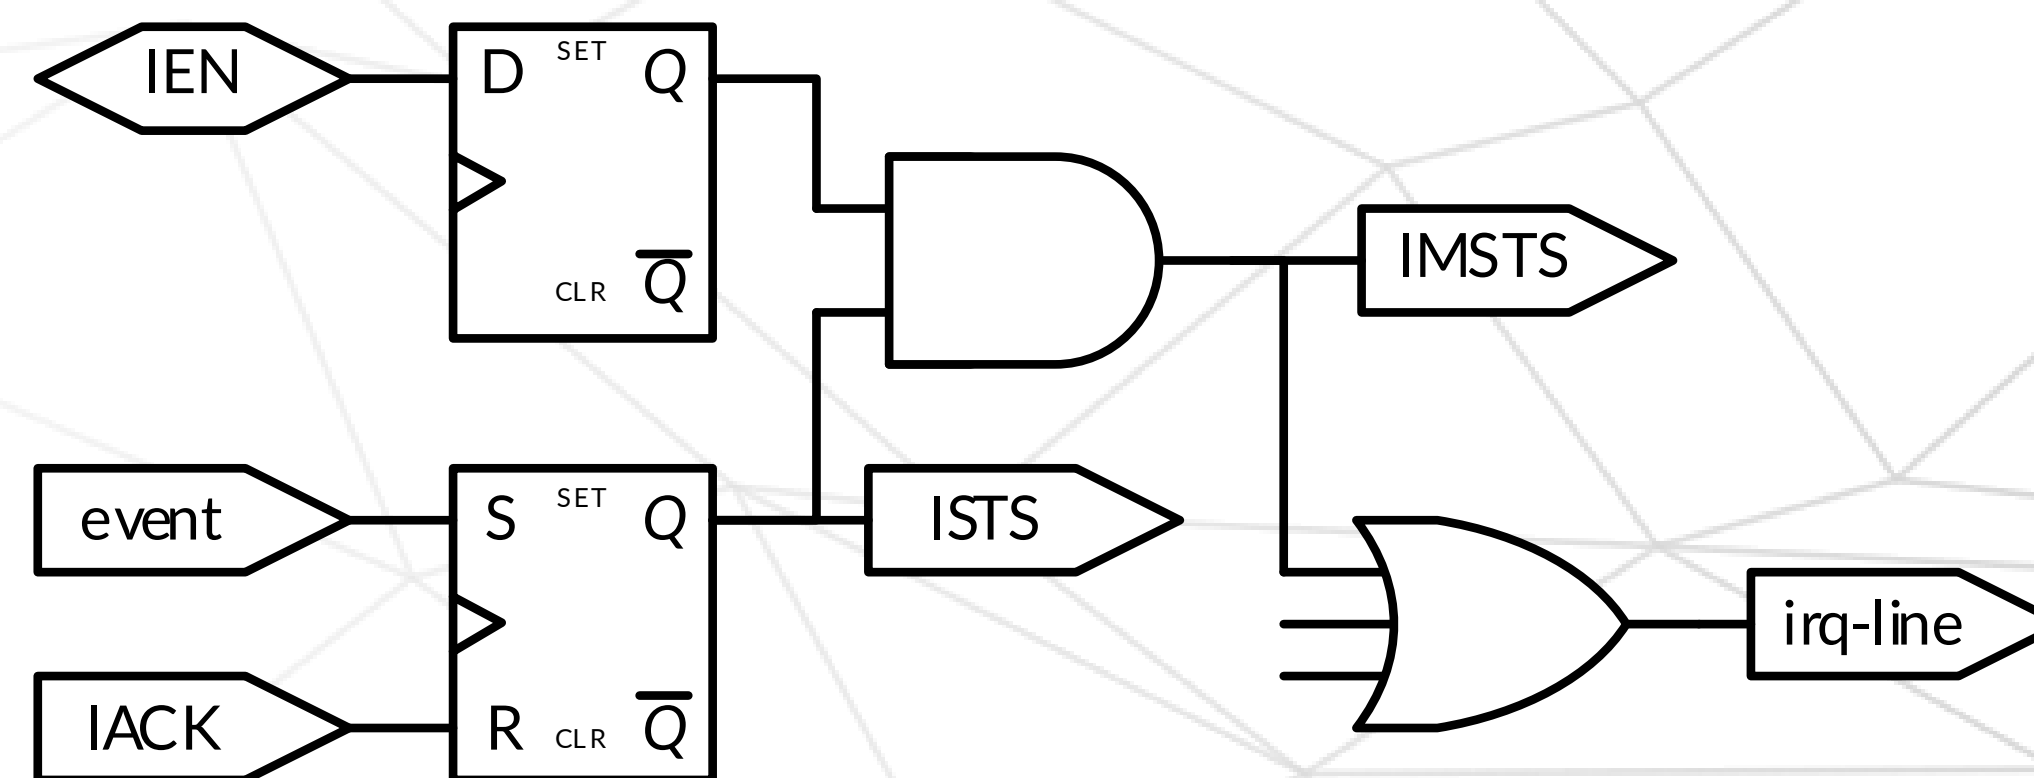 IEN
D SET Q
CLR Q̅
IMSTS
event
S SET Q
ISTS
irq-line
IACK
R CLR Q̅